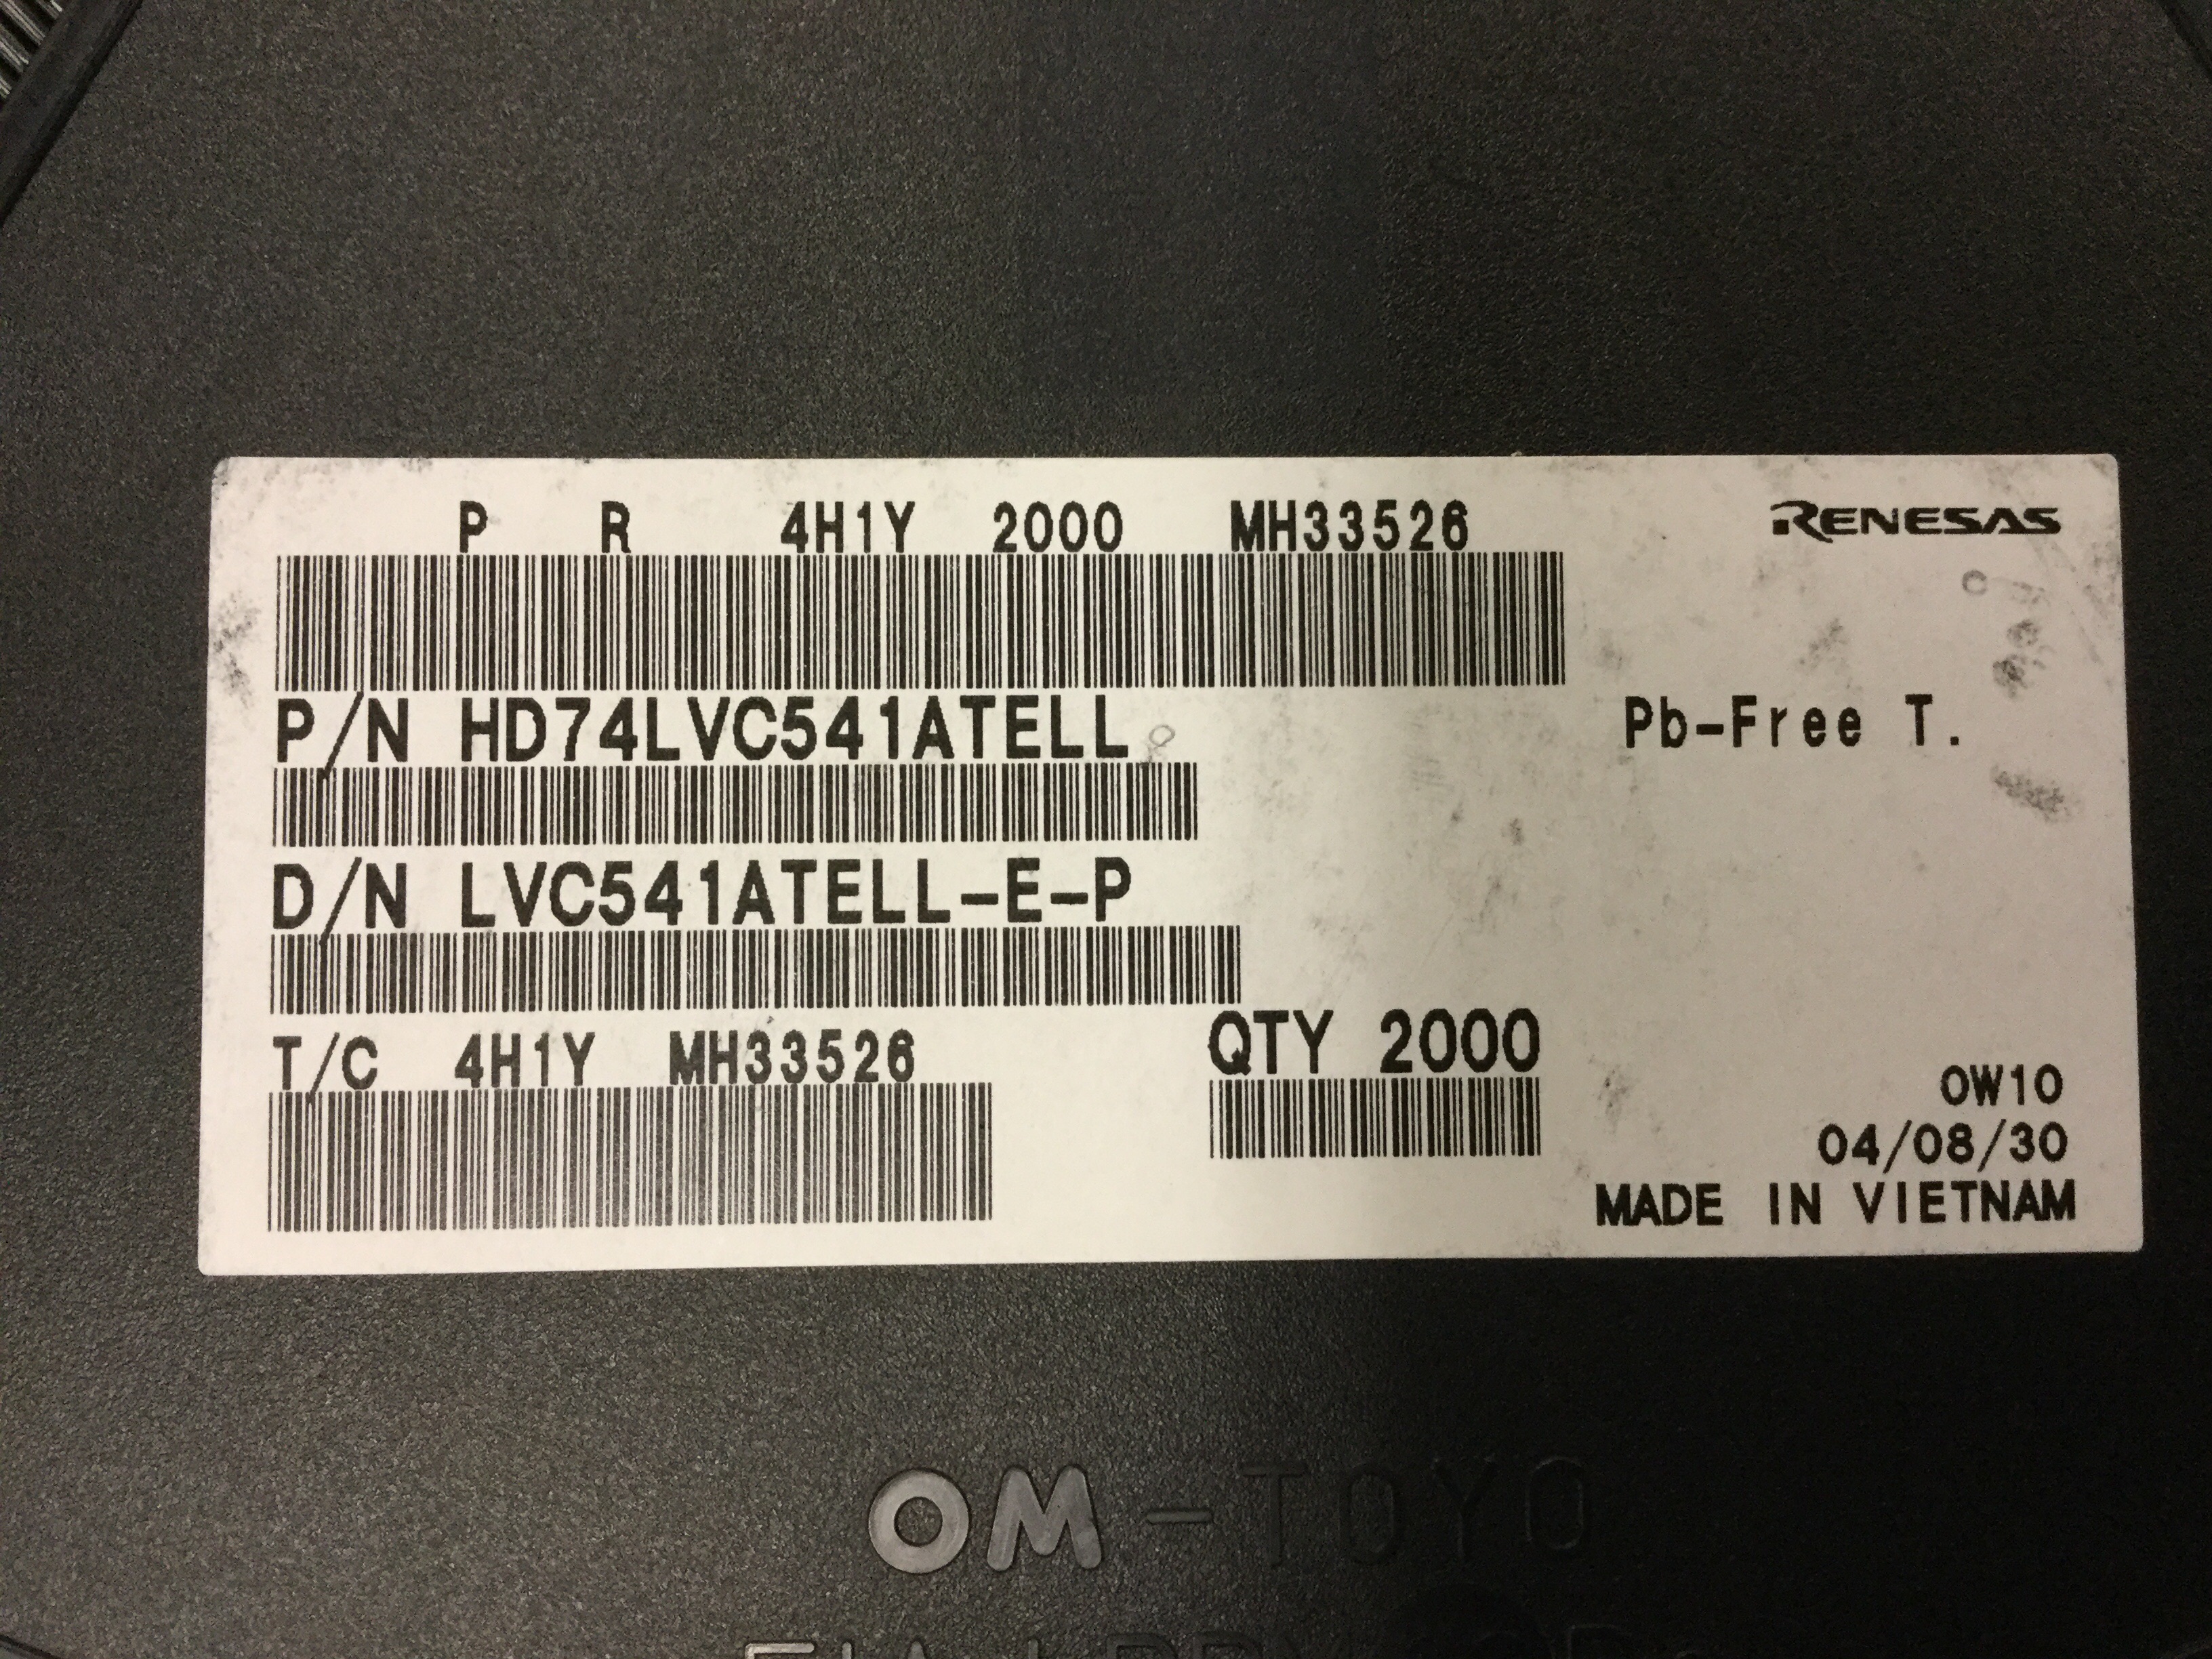 P R 4H1Y 2000 MH33526
RENESAS
P/N HD74LVC541ATELL
Pb-Free T.
D/N LVC541ATELL-E-P
T/C 4H1Y MH33526
QTY 2000
0W10
04/08/30
MADE IN VIETNAM
OM-TOYO